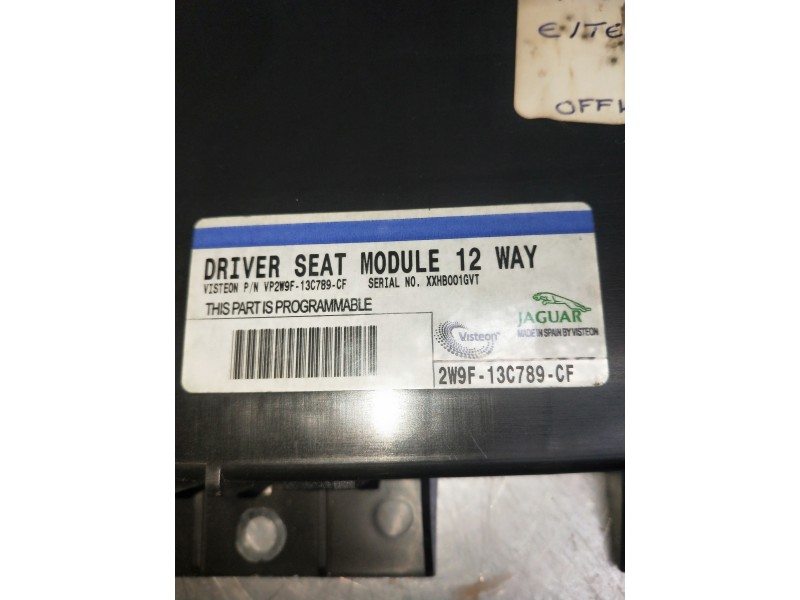 OFF
DRIVER SEAT MODULE 12 WAY
VISTEON P/N VP2W9F-13C789-CF SERIAL NO. XXHB001GVT
THIS PART IS PROGRAMMABLE
Visteon
JAGUAR
MADE IN SPAIN BY VISTEON
2W9F-13C789-CF